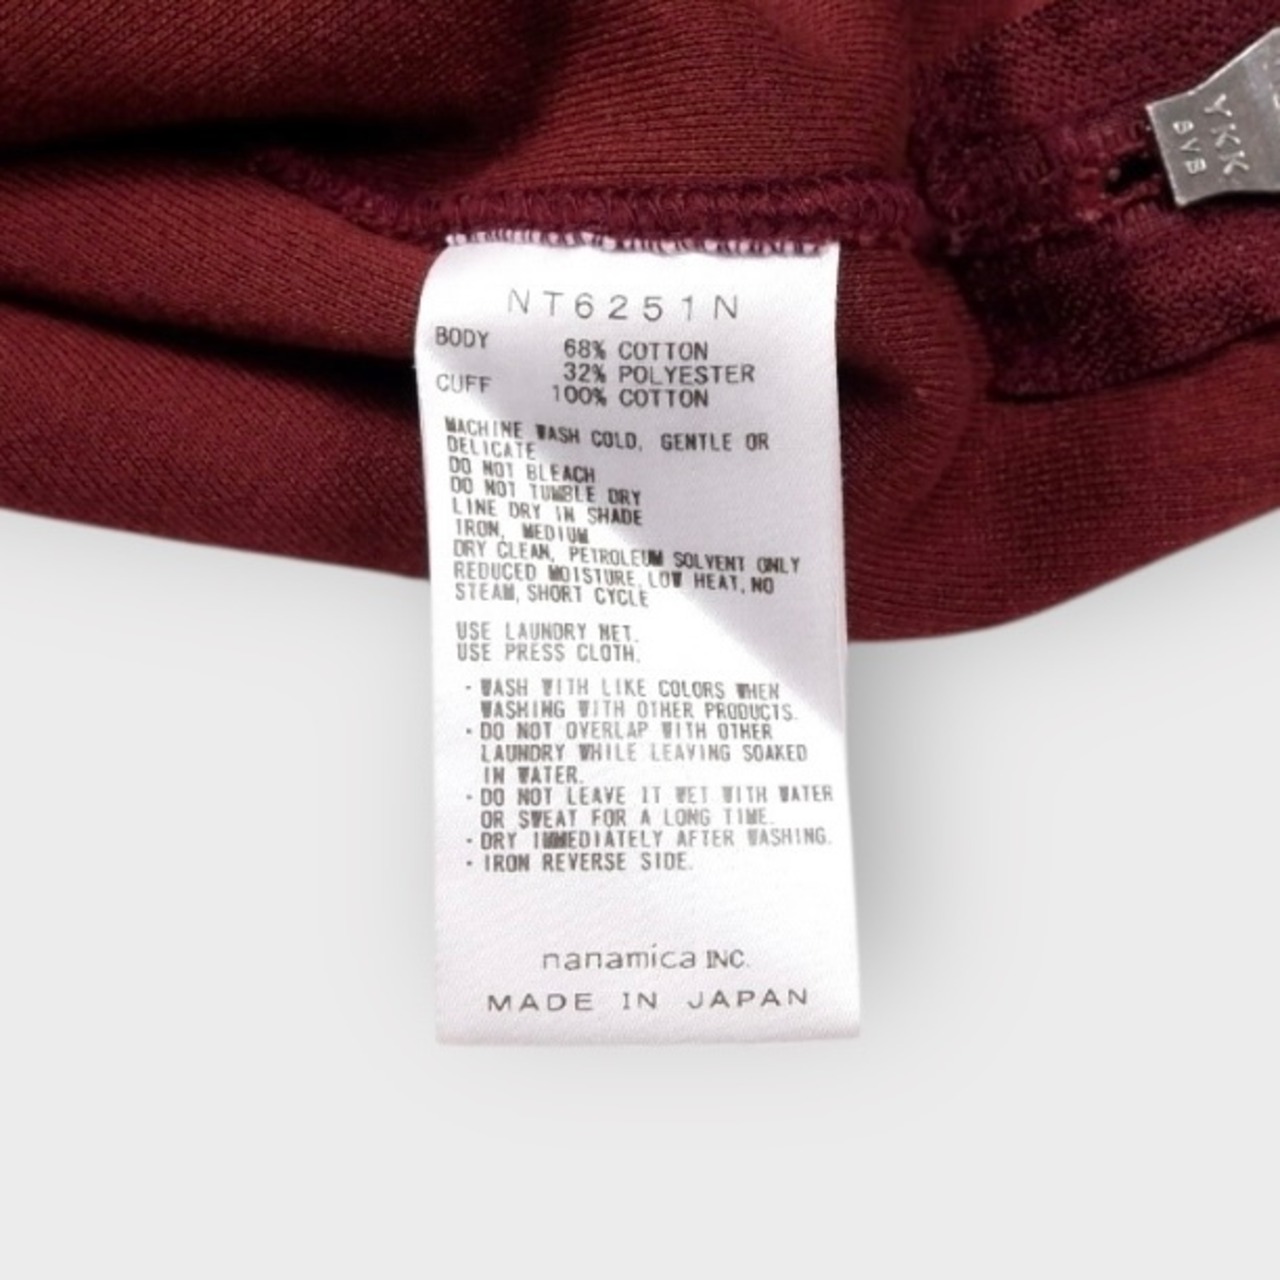 NT6251N
BODY 68% COTTON
32% POLYESTER
CUFF 100% COTTON
MACHINE WASH COLD, GENTLE OR
DELICATE
DO NOT BLEACH
DO NOT TUMBLE DRY
LINE DRY IN SHADE
IRON, MEDIUM
DRY CLEAN, PETROLEUM SOLVENT ONLY
REDUCED MOISTURE, LOW HEAT, NO
STEAM, SHORT CYCLE
USE LAUNDRY NET.
USE PRESS CLOTH.
・WASH WITH LIKE COLORS WHEN
WASHING WITH OTHER PRODUCTS.
・DO NOT OVERLAP WITH OTHER
LAUNDRY WHILE LEAVING SOAKED
IN WATER.
・DO NOT LEAVE IT WET WITH WATER
OR SWEAT FOR A LONG TIME.
・DRY IMMEDIATELY AFTER WASHING.
・IRON REVERSE SIDE.
nanamica INC.
MADE IN JAPAN
YKK